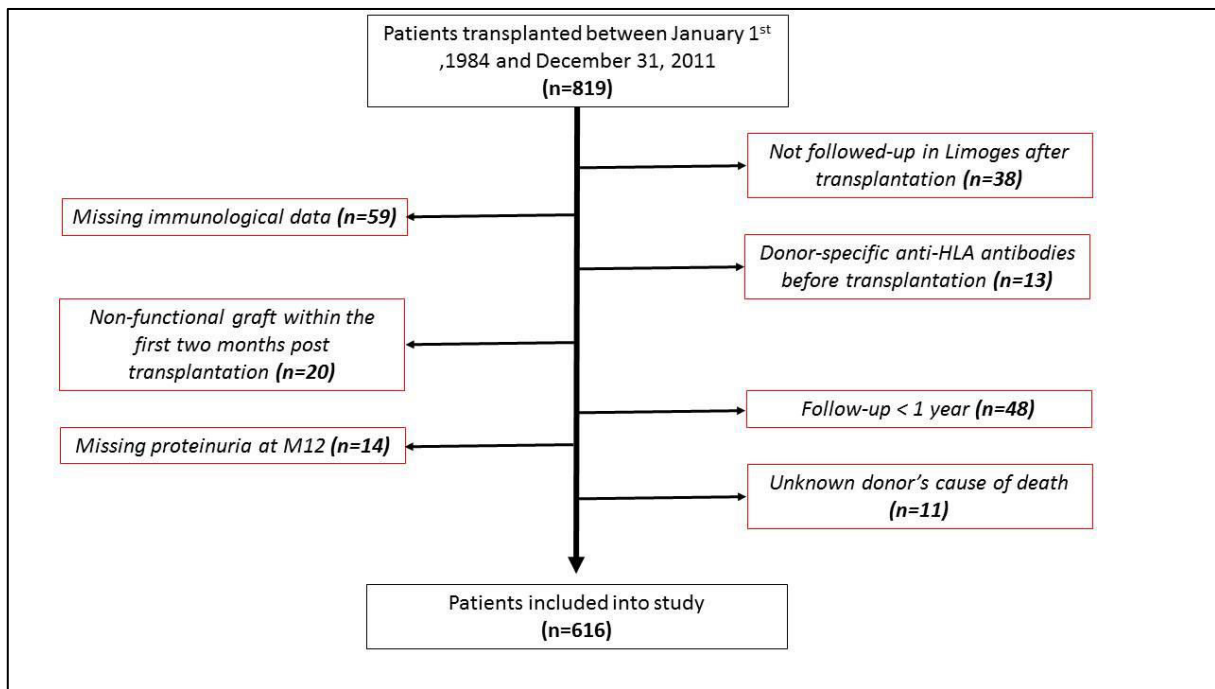 Patients transplanted between January 1st
,1984 and December 31, 2011
(n=819)
Not followed-up in Limoges after
transplantation (n=38)
Missing immunological data (n=59)
Donor-specific anti-HLA antibodies
before transplantation (n=13)
Non-functional graft within the
first two months post
transplantation (n=20)
Follow-up < 1 year (n=48)
Missing proteinuria at M12 (n=14)
Unknown donor’s cause of death
(n=11)
Patients included into study
(n=616)